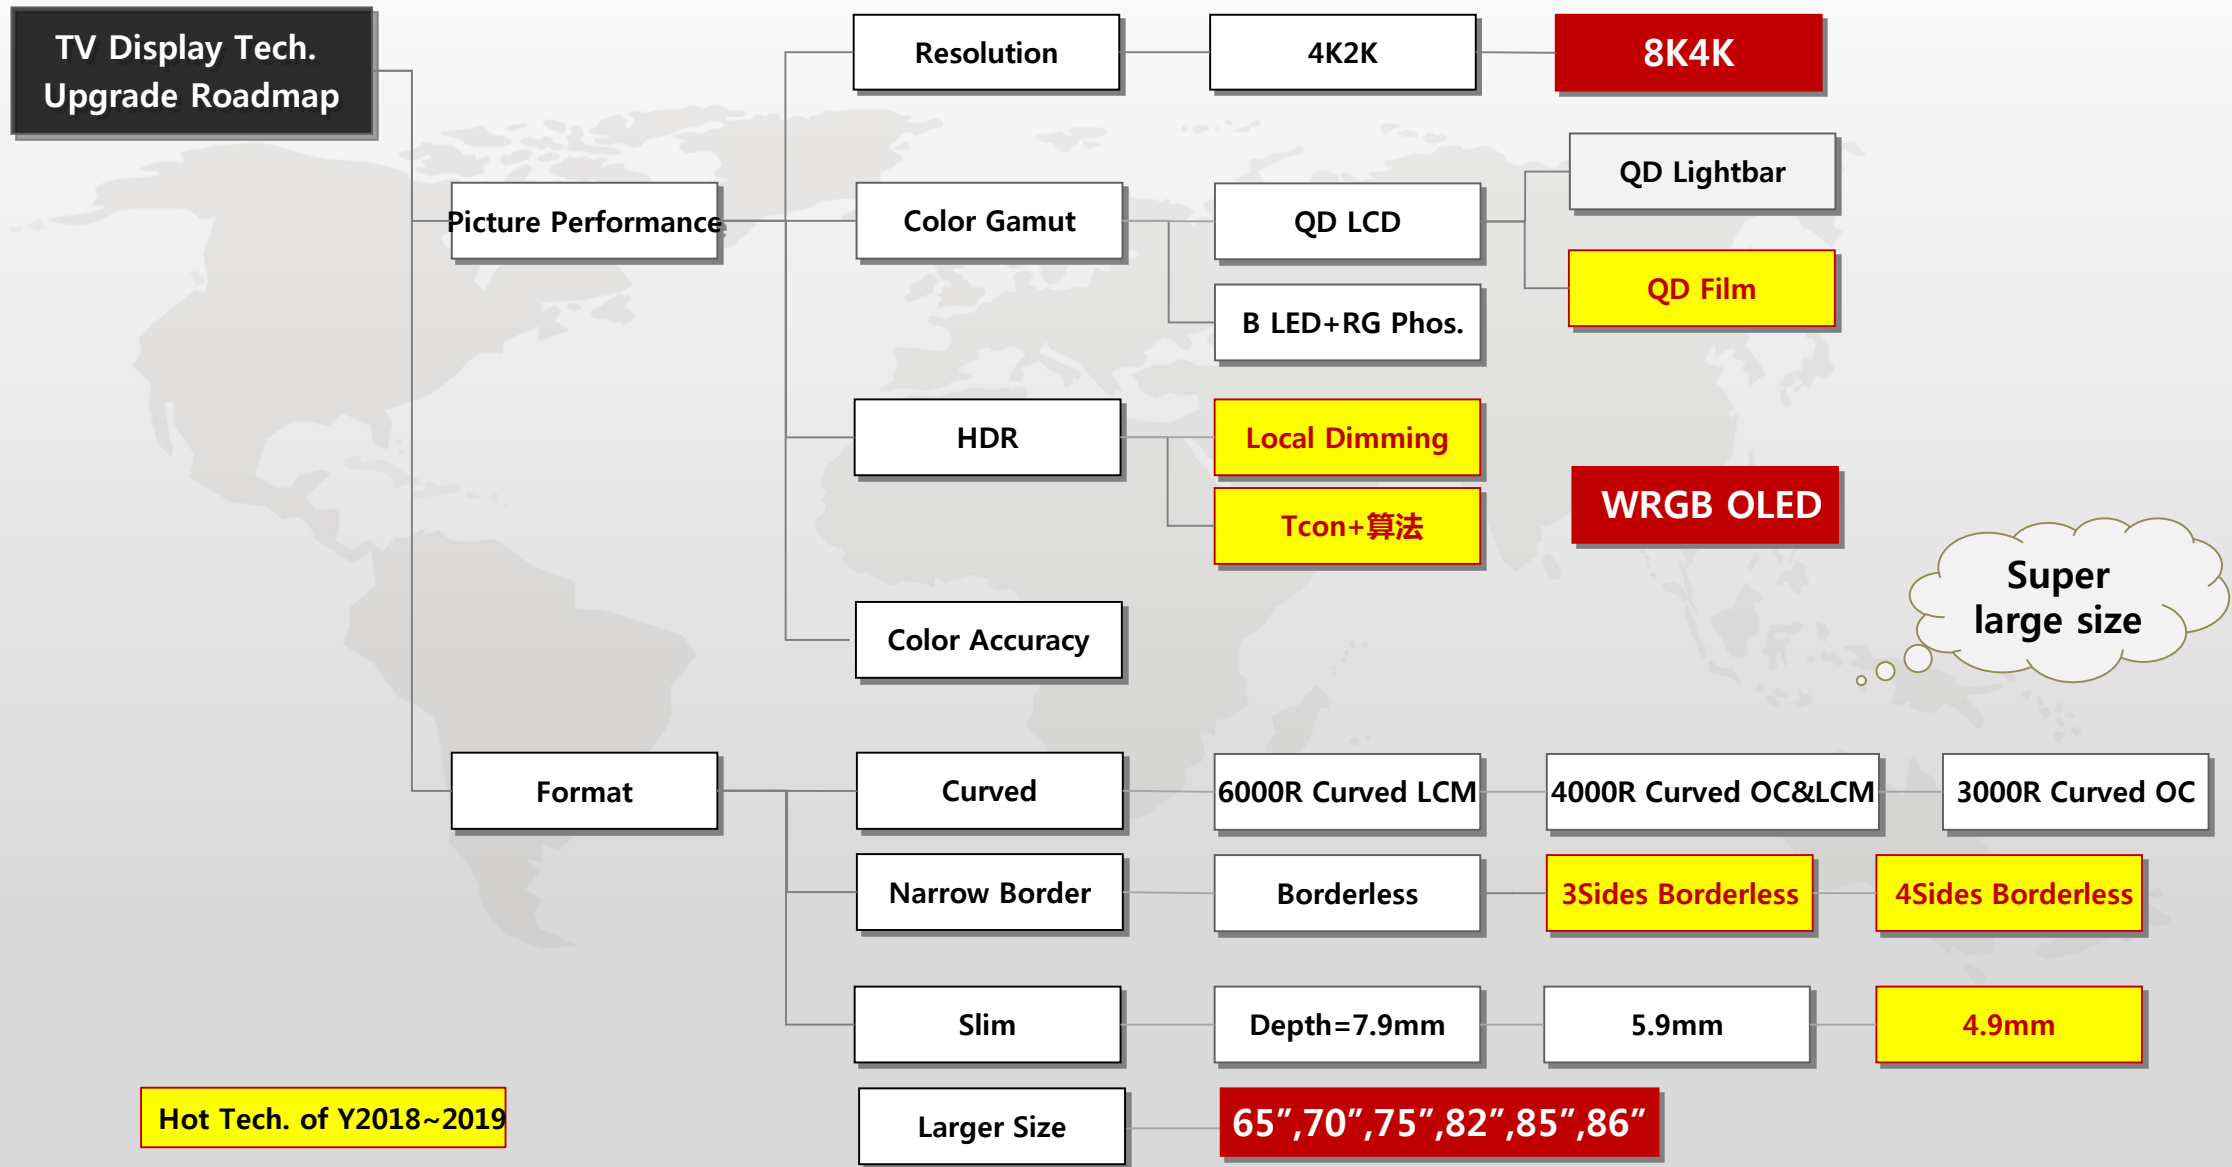 TV Display Tech.
Upgrade Roadmap
Resolution
4K2K
8K4K
QD Lightbar
Picture Performance
Color Gamut
QD LCD
QD Film
B LED+RG Phos.
HDR
Local Dimming
WRGB OLED
Tcon+算法
Super
large size
Color Accuracy
Format
Curved
6000R Curved LCM
4000R Curved OC&LCM
3000R Curved OC
Narrow Border
Borderless
3Sides Borderless
4Sides Borderless
Slim
Depth=7.9mm
5.9mm
4.9mm
Hot Tech. of Y2018~2019
Larger Size
65”,70”,75”,82”,85”,86”